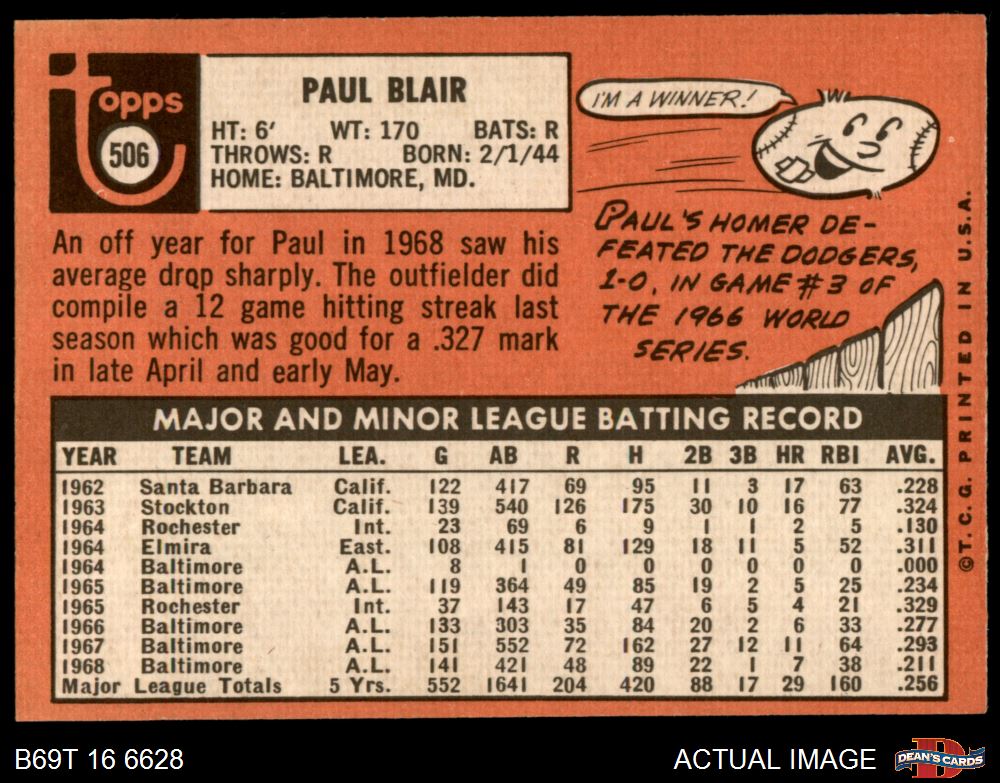 Topps
506
PAUL BLAIR
HT: 6' WT: 170 BATS: R
THROWS: R BORN: 2/1/44
HOME: BALTIMORE, MD.
An off year for Paul in 1968 saw his
average drop sharply. The outfielder did
compile a 12 game hitting streak last
season which was good for a .327 mark
in late April and early May.
I'M A WINNER!
PAUL'S HOMER DE-
FEATED THE DODGERS,
1-0, IN GAME #3 OF
THE 1966 WORLD
SERIES.
©T. C. G. PRINTED IN U.S.A.
MAJOR AND MINOR LEAGUE BATTING RECORD
YEAR TEAM LEA. G AB R H 2B 3B HR RBI AVG.
1962 Santa Barbara Calif. 122 417 69 95 11 3 17 63 .228
1963 Stockton Calif. 139 540 126 175 30 10 16 77 .324
1964 Rochester Int. 23 69 6 9 1 1 2 5 .130
1964 Elmira East. 108 415 81 129 18 11 5 52 .311
1964 Baltimore A.L. 8 1 0 0 0 0 0 0 .000
1965 Baltimore A.L. 119 364 49 85 19 2 5 25 .234
1965 Rochester Int. 37 143 17 47 6 5 4 21 .329
1966 Baltimore A.L. 133 303 35 84 20 2 6 33 .277
1967 Baltimore A.L. 151 552 72 162 27 12 11 64 .293
1968 Baltimore A.L. 141 421 48 89 22 1 7 38 .211
Major League Totals 5 Yrs. 552 1641 204 420 88 17 29 160 .256
B69T 16 6628
ACTUAL IMAGE
DEAN'S CARDS